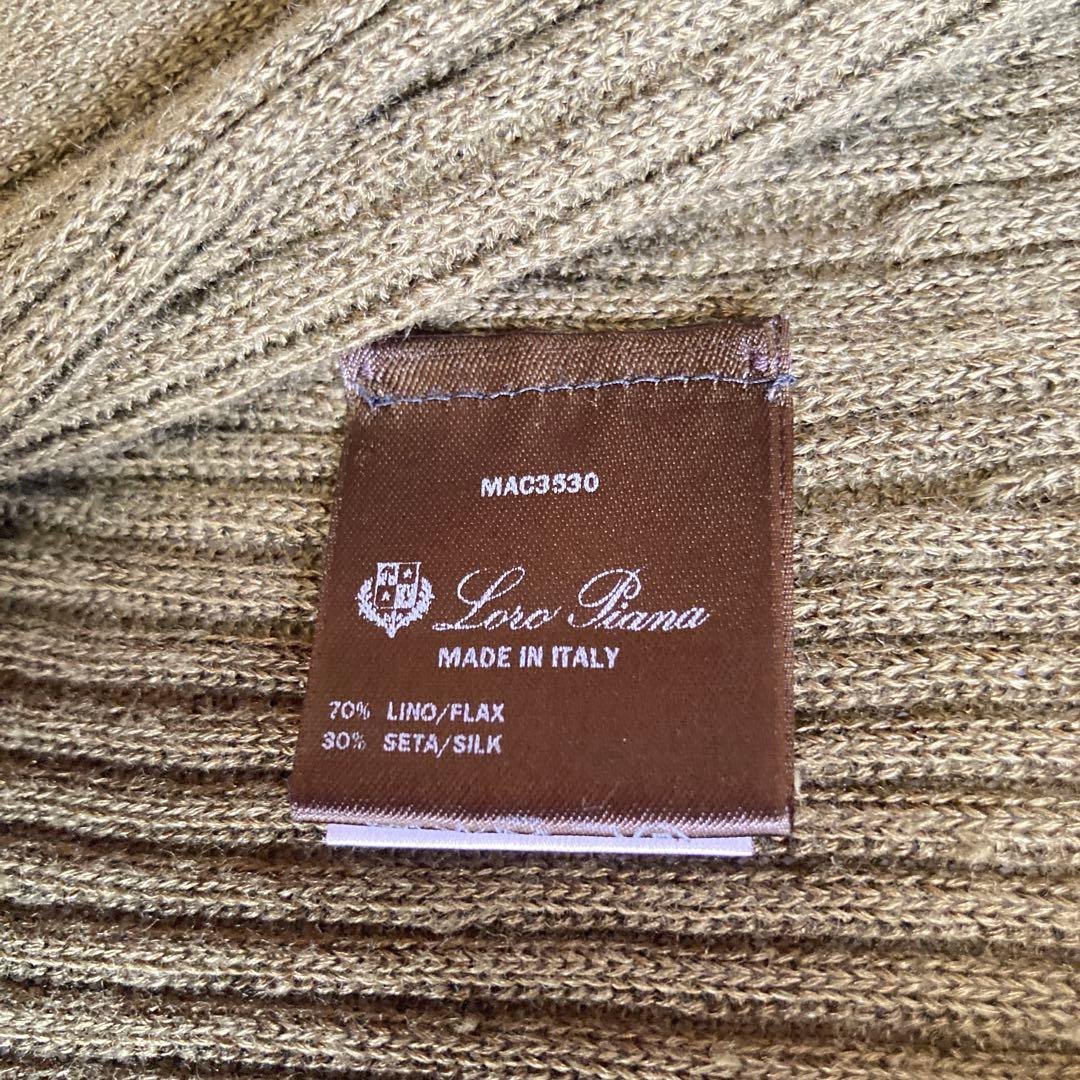 MAC3530
Loro Piana
MADE IN ITALY
70% LINO/FLAX
30% SETA/SILK